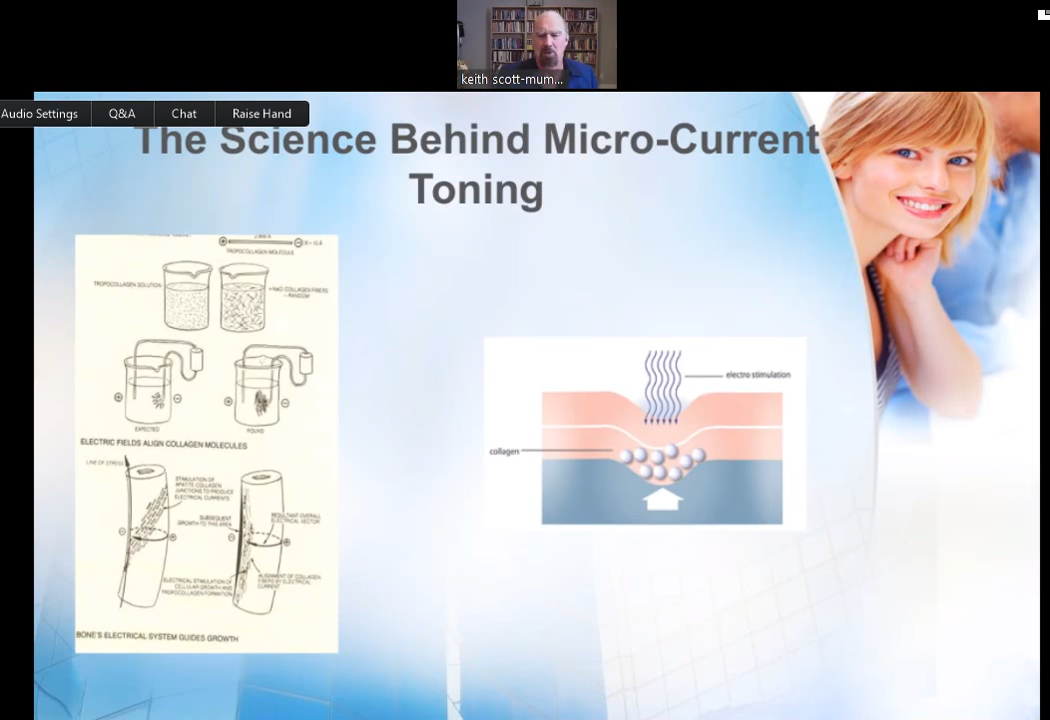 keith scott-mum...
Audio Settings
Q&A
Chat
Raise Hand
The Science Behind Micro-Current
Toning
TROPOCOLLAGEN MOLECULE
TROPOCOLLAGEN SOLUTION
COLLAGEN FIBERS
—RANDOM
EXPECTED
FOUND
ELECTRIC FIELDS ALIGN COLLAGEN MOLECULES
LINE OF STRESS
STIMULATION OF
APATITE COLLAGEN
JUNCTIONS TO PRODUCE
ELECTRICAL CURRENTS
SUBSEQUENT
GROWTH TO THIS AREA
RESULTANT OVERALL
ELECTRICAL VECTOR
ELECTRICAL STIMULATION OF
CELLULAR GROWTH AND
TROPOCOLLAGEN FORMATION
ALIGNMENT OF COLLAGEN
FIBERS BY ELECTRICAL
CURRENT
BONE'S ELECTRICAL SYSTEM GUIDES GROWTH
electro stimulation
collagen